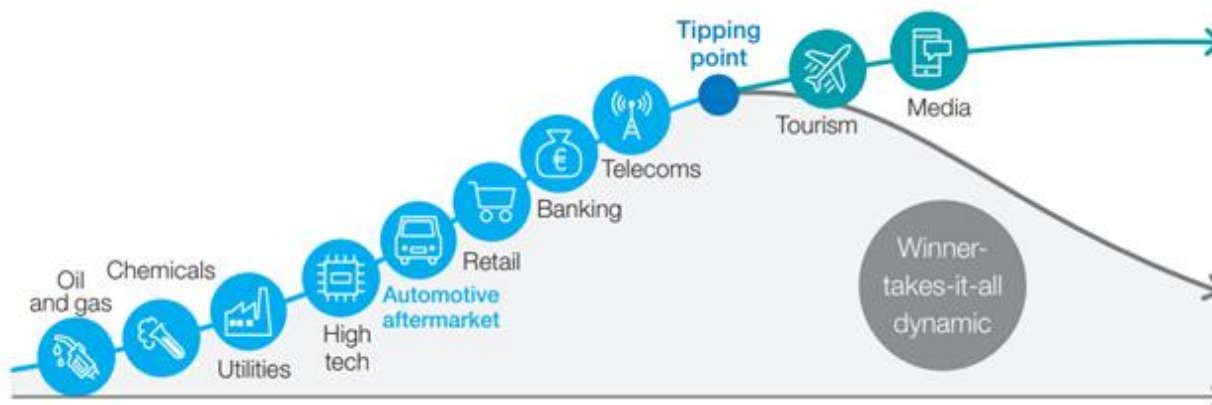 Oil
and gas
Chemicals
Utilities
High
tech
Automotive
aftermarket
Retail
Banking
Telecoms
Tipping
point
Tourism
Media
Winner-
takes-it-all
dynamic
€